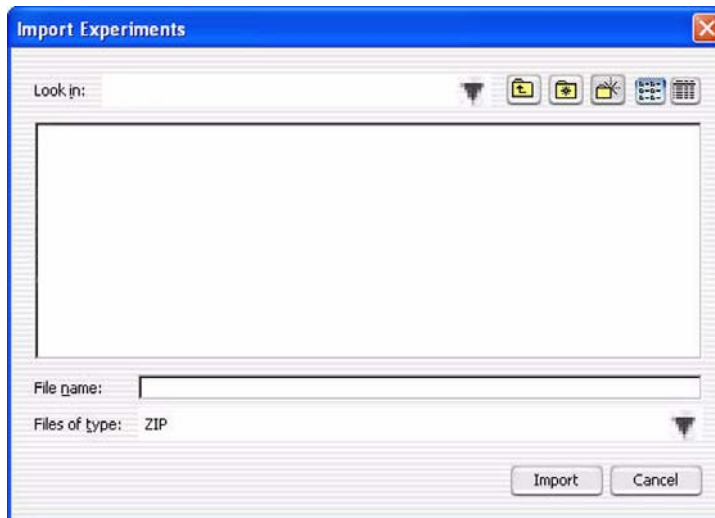 Import Experiments
Look in:
File name:
Files of type: ZIP
Import Cancel